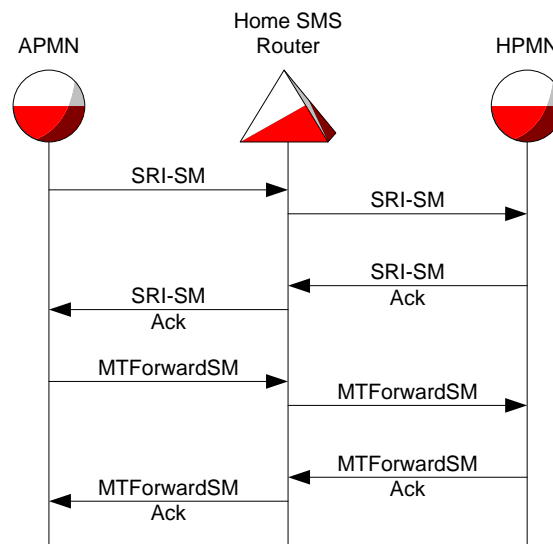 APMN
Home SMS
Router
HPMN
SRI-SM
SRI-SM
SRI-SM
Ack
SRI-SM
Ack
MTForwardSM
MTForwardSM
MTForwardSM
Ack
MTForwardSM
Ack